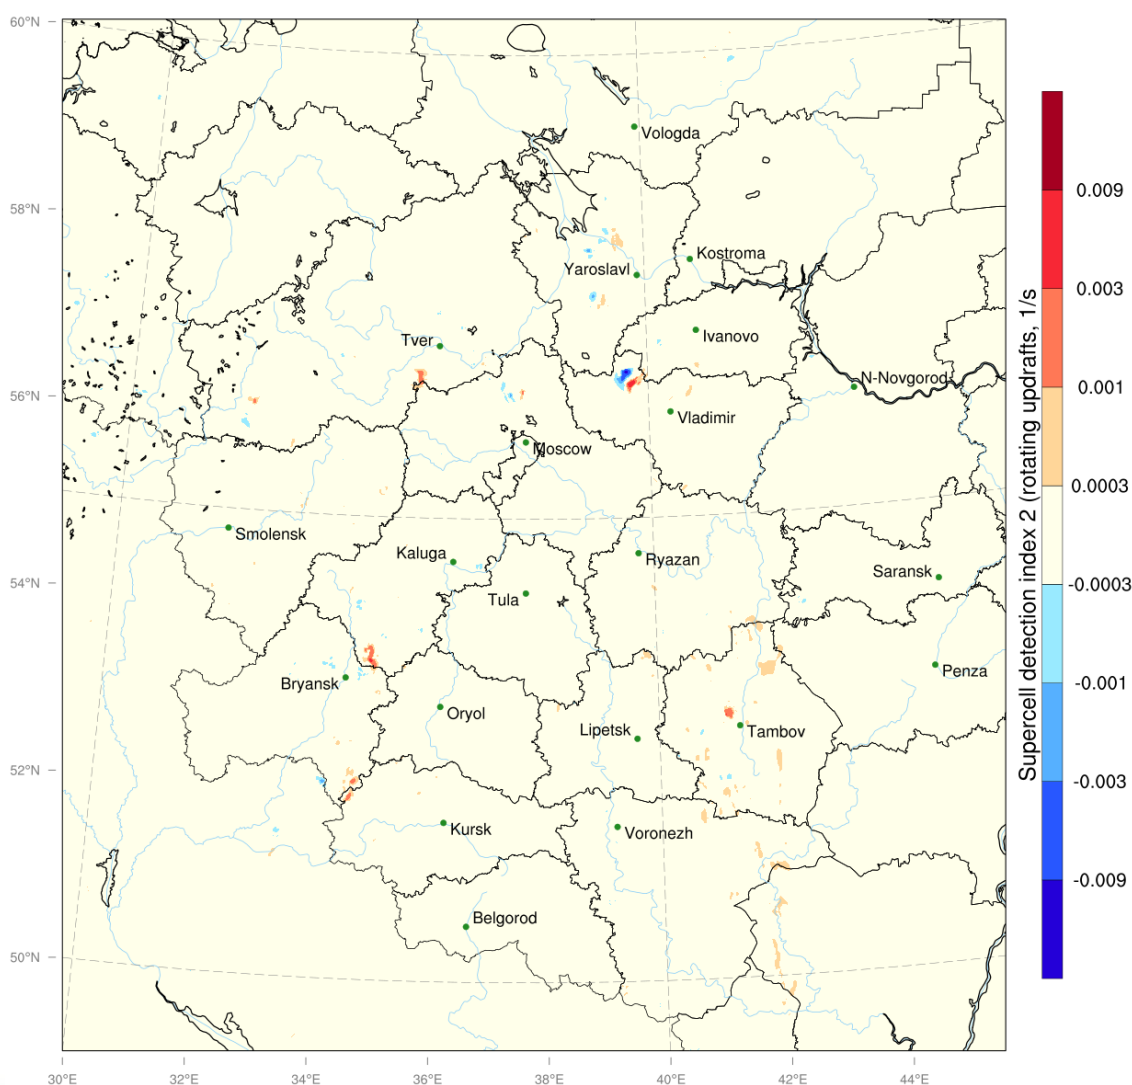 60°N
58°N
56°N
54°N
52°N
50°N
Vologda
Kostroma
Yaroslavl
Ivanovo
Tver
N-Novgorod
Vladimir
Moscow
Smolensk
Kaluga
Ryazan
Saransk
Tula
Penza
Bryansk
Oryol
Lipetsk
Tambov
Kursk
Voronezh
Belgorod
30°E
32°E
34°E
36°E
38°E
40°E
42°E
44°E
Supercell detection index 2 (rotating updrafts, 1/s
0.009
0.003
0.001
0.0003
-0.0003
-0.001
-0.003
-0.009